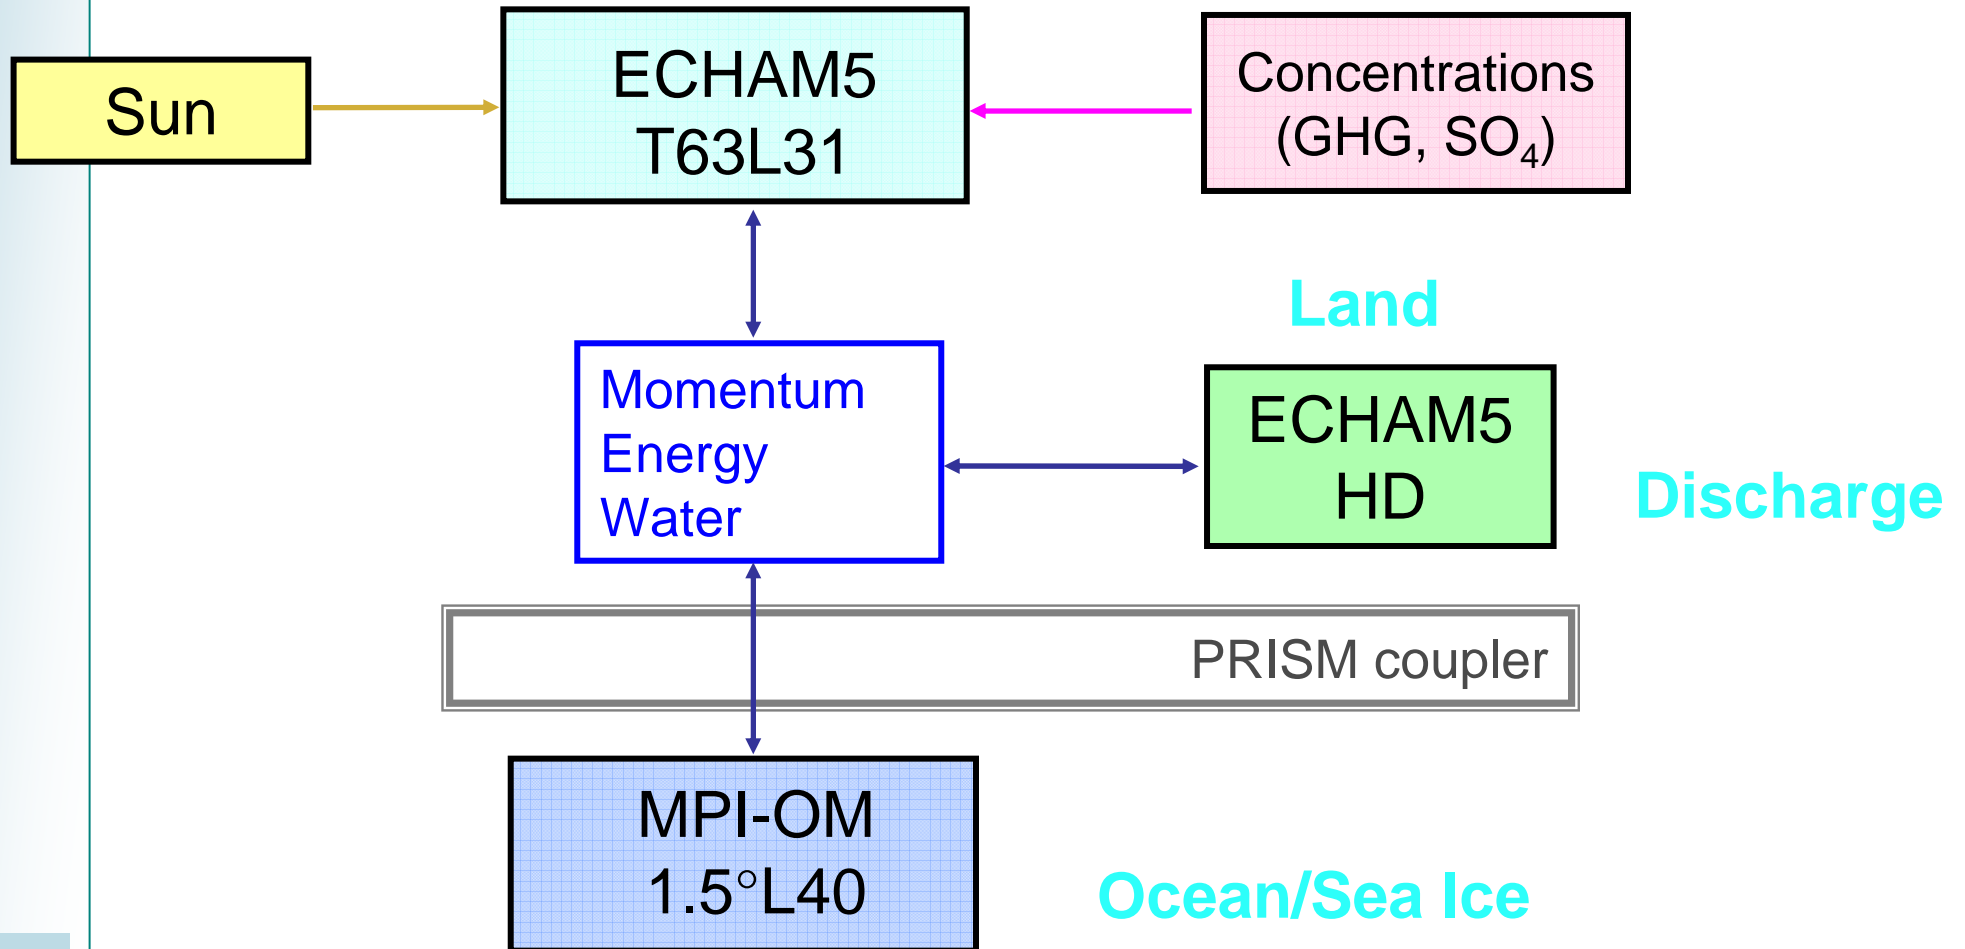 Sun
ECHAM5
T63L31
Concentrations
(GHG, SO₄)
Land
Momentum
Energy
Water
ECHAM5
HD
Discharge
PRISM coupler
MPI-OM
1.5°L40
Ocean/Sea Ice